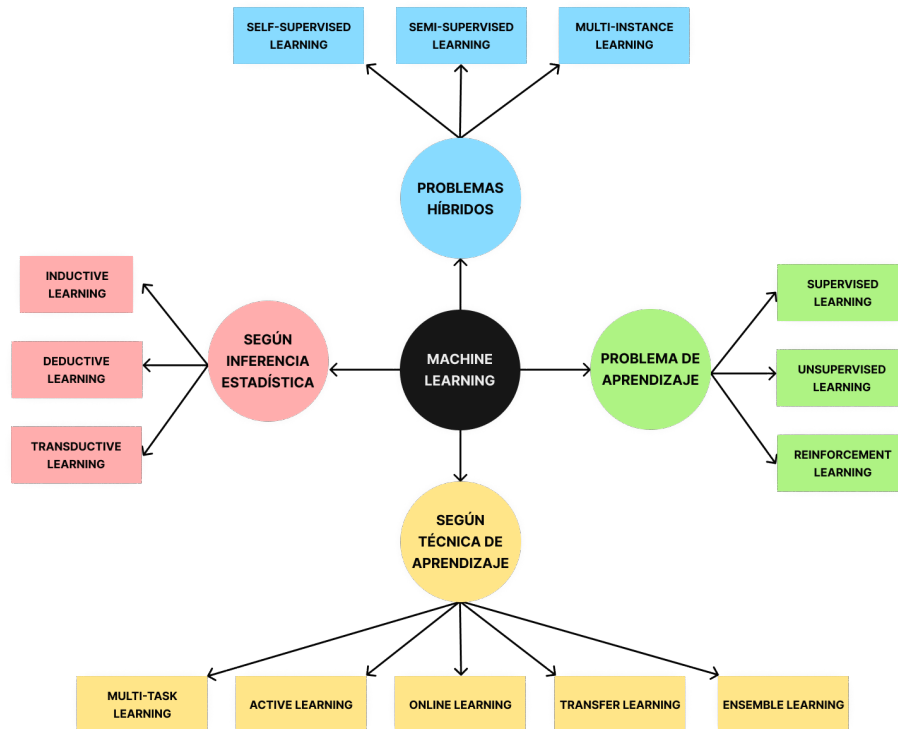 SELF-SUPERVISED
LEARNING
SEMI-SUPERVISED
LEARNING
MULTI-INSTANCE
LEARNING
PROBLEMAS
HÍBRIDOS
INDUCTIVE
LEARNING
DEDUCTIVE
LEARNING
TRANSDUCTIVE
LEARNING
SEGÚN
INFERENCIA
ESTADÍSTICA
MACHINE
LEARNING
PROBLEMA DE
APRENDIZAJE
SUPERVISED
LEARNING
UNSUPERVISED
LEARNING
REINFORCEMENT
LEARNING
SEGÚN
TÉCNICA DE
APRENDIZAJE
MULTI-TASK
LEARNING
ACTIVE LEARNING
ONLINE LEARNING
TRANSFER LEARNING
ENSEMBLE LEARNING